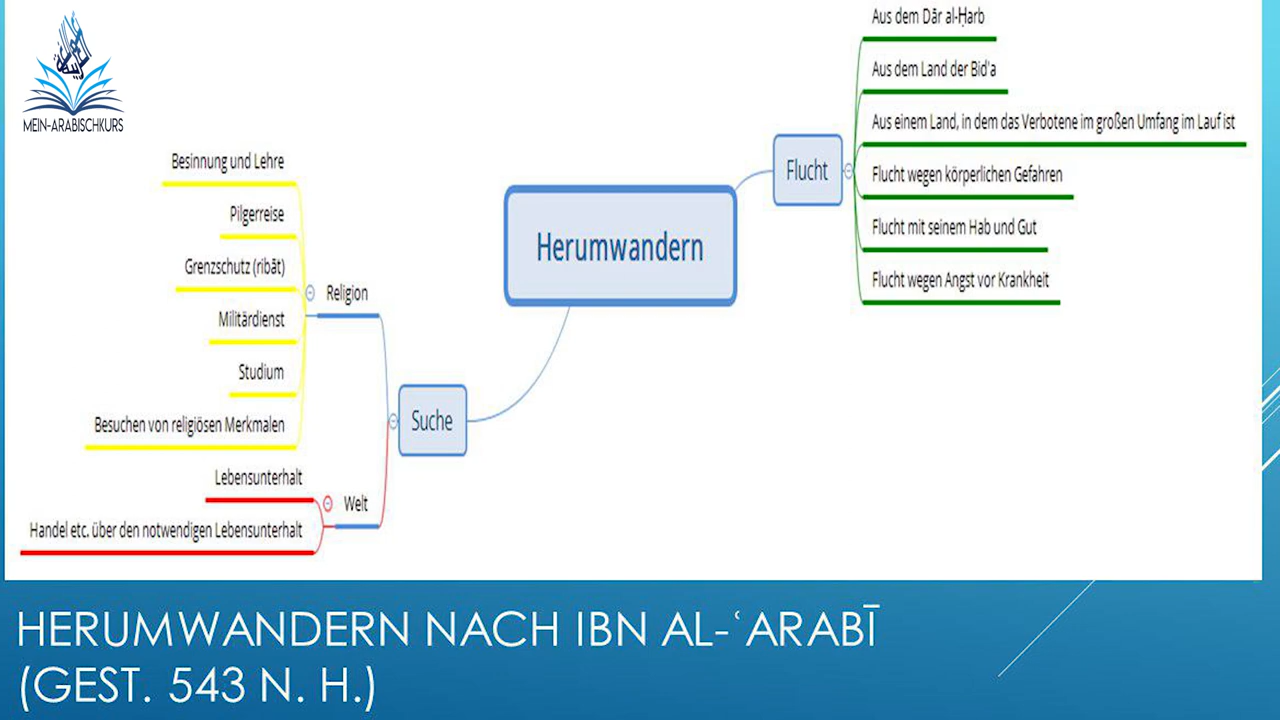 MEIN-ARABISCHKURS
Herumwandern
Flucht
Aus dem Dār al-Ḥarb
Aus dem Land der Bid'a
Aus einem Land, in dem das Verbotene im großen Umfang im Lauf ist
Flucht wegen körperlichen Gefahren
Flucht mit seinem Hab und Gut
Flucht wegen Angst vor Krankheit
Suche
Religion
Besinnung und Lehre
Pilgerreise
Grenzschutz (ribāṭ)
Militärdienst
Studium
Besuchen von religiösen Merkmalen
Welt
Lebensunterhalt
Handel etc. über den notwendigen Lebensunterhalt
HERUMWANDERN NACH IBN AL-ʿARABĪ
(GEST. 543 N. H.)